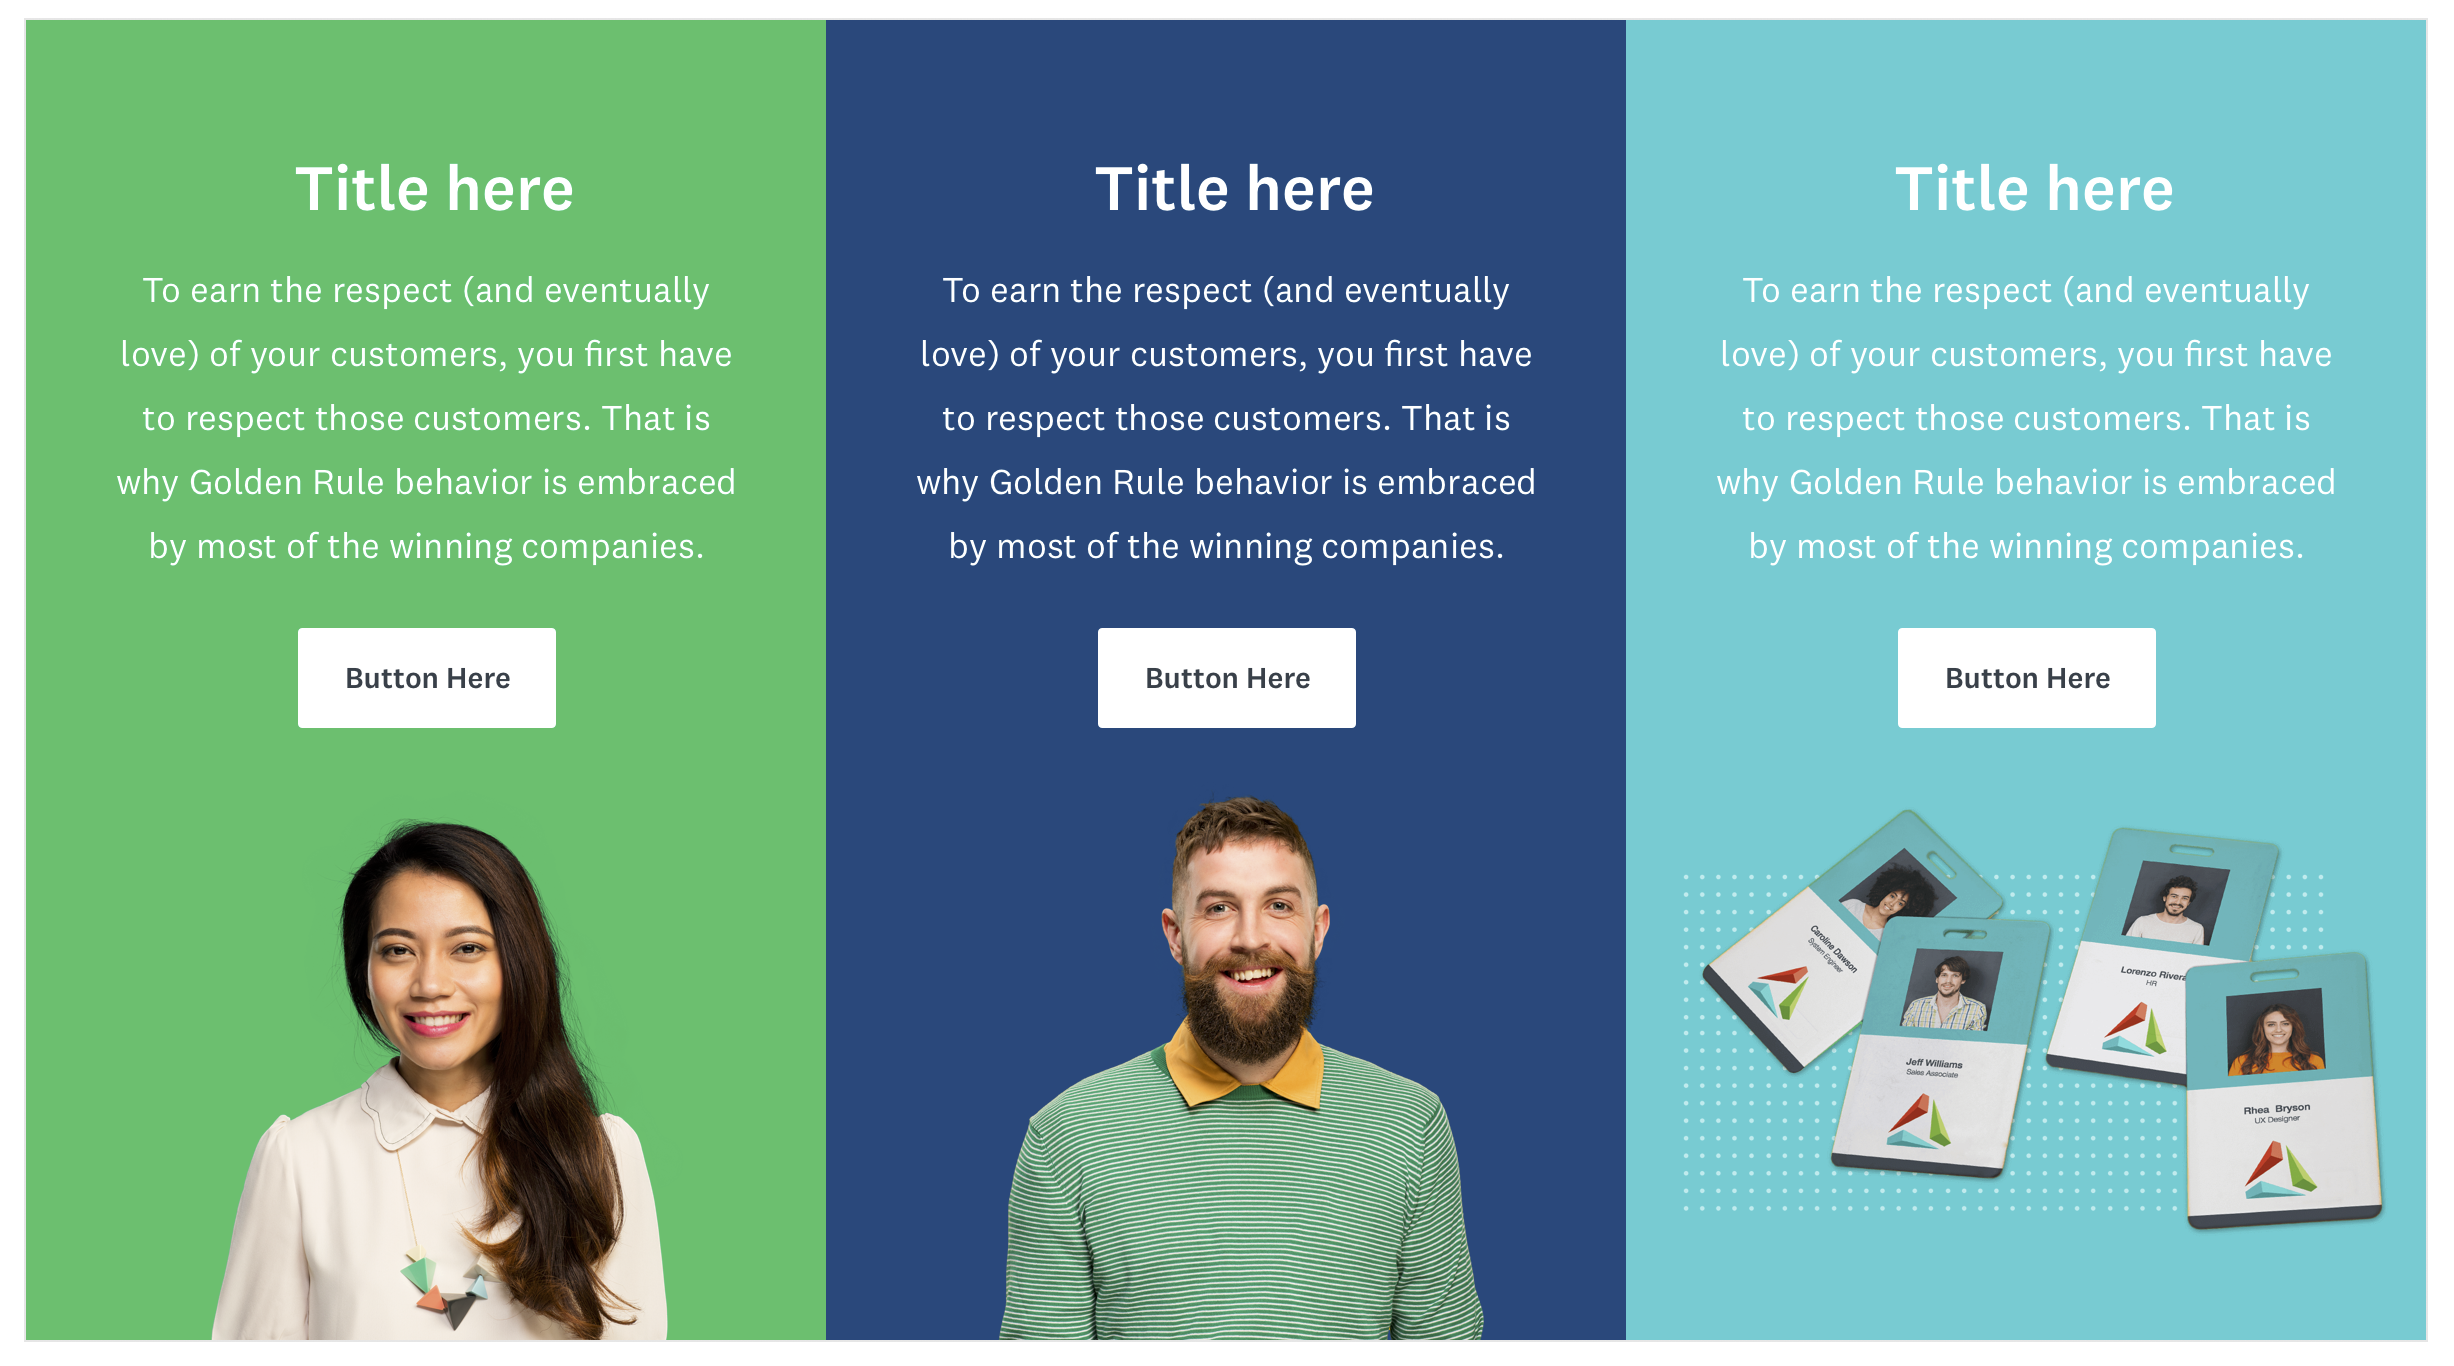 Title here
To earn the respect (and eventually
love) of your customers, you first have
to respect those customers. That is
why Golden Rule behavior is embraced
by most of the winning companies.
Button Here
Title here
To earn the respect (and eventually
love) of your customers, you first have
to respect those customers. That is
why Golden Rule behavior is embraced
by most of the winning companies.
Button Here
Title here
To earn the respect (and eventually
love) of your customers, you first have
to respect those customers. That is
why Golden Rule behavior is embraced
by most of the winning companies.
Button Here
Caroline Dawson
System Engineer
Jeff Williams
Sales Associate
Lorenzo Rivera
HR
Rhea Bryson
UX Designer